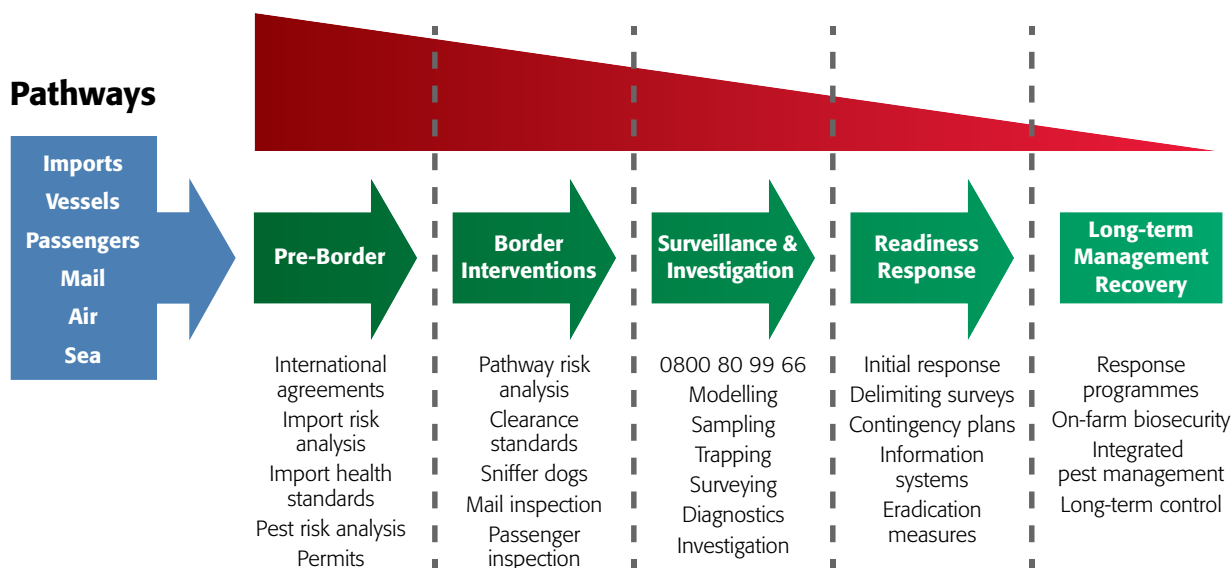 Pathways
Imports
Vessels
Passengers
Mail
Air
Sea
Pre-Border
International
agreements
Import risk
analysis
Import health
standards
Pest risk analysis
Permits
Border
Interventions
Pathway risk
analysis
Clearance
standards
Sniffer dogs
Mail inspection
Passenger
inspection
Surveillance &
Investigation
0800 80 99 66
Modelling
Sampling
Trapping
Surveying
Diagnostics
Investigation
Readiness
Response
Initial response
Delimiting surveys
Contingency plans
Information
systems
Eradication
measures
Long-term
Management
Recovery
Response
programmes
On-farm biosecurity
Integrated
pest management
Long-term control